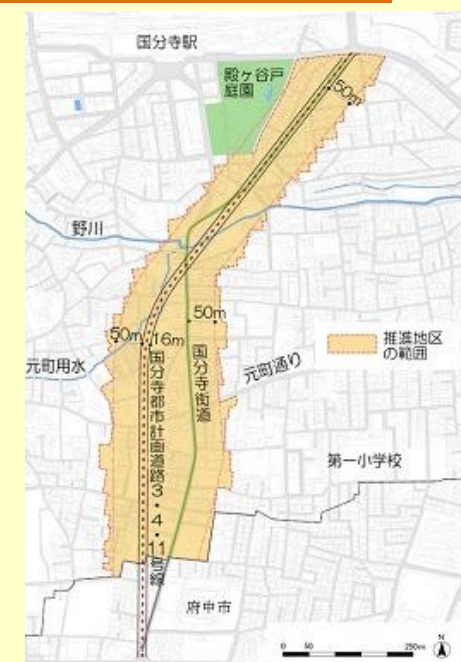 国分寺駅
殿ヶ谷戸
庭園
50m
野川
50m
50m
16m
元町用水
国分寺都市計画道路3・4・11号線
国分寺街道
元町通り
推進地区
の範囲
第一小学校
府中市
0 50 250m
N